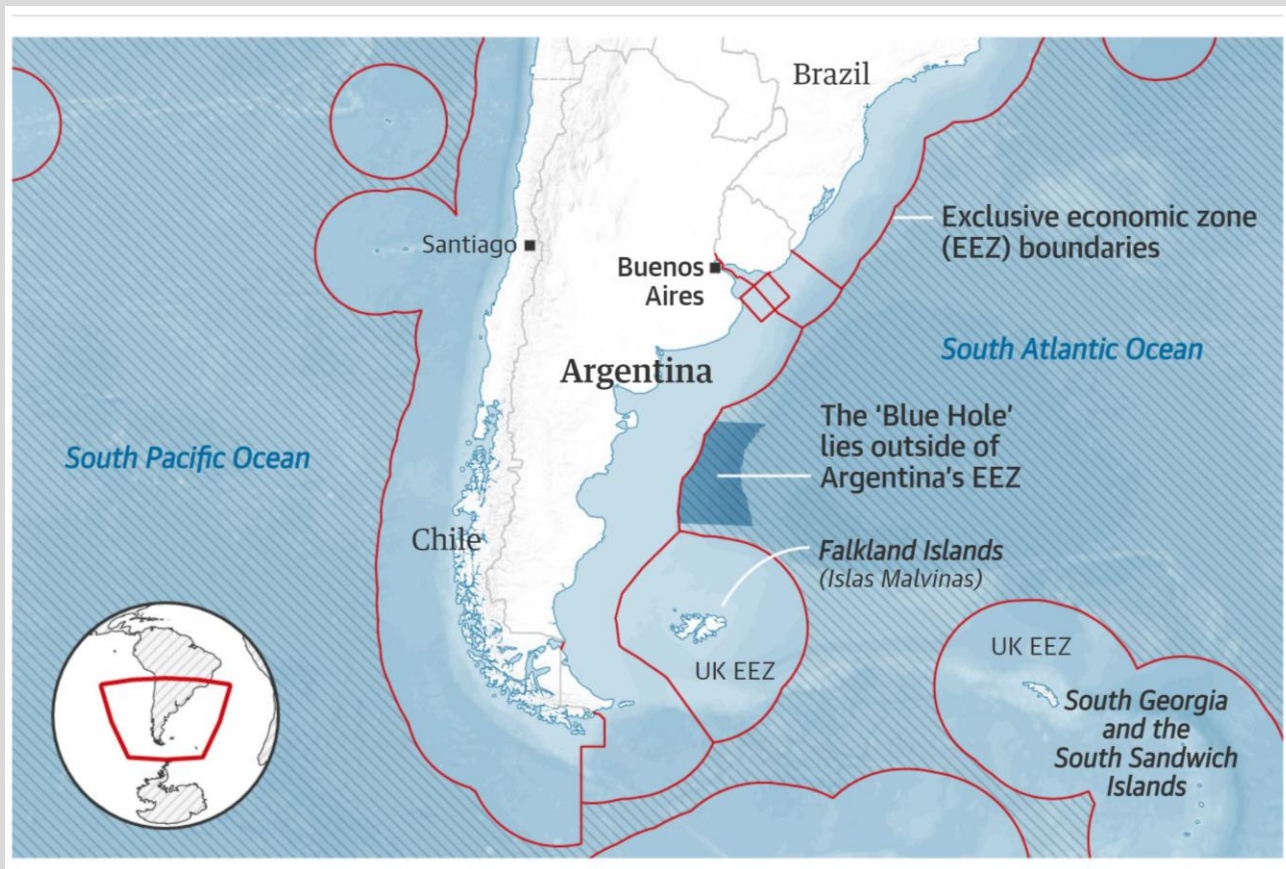 Brazil
Exclusive economic zone
(EEZ) boundaries
Santiago
Buenos
Aires
South Atlantic Ocean
Argentina
The 'Blue Hole'
lies outside of
Argentina's EEZ
South Pacific Ocean
Chile
Falkland Islands
(Islas Malvinas)
UK EEZ
UK EEZ
South Georgia
and the
South Sandwich
Islands